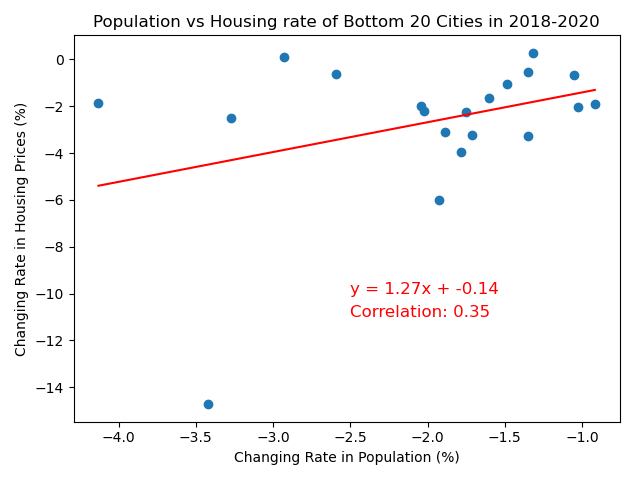 Population vs Housing rate of Bottom 20 Cities in 2018-2020
Changing Rate in Housing Prices (%)
0
−2
−4
−6
−8
−10
−12
−14
y = 1.27x + -0.14
Correlation: 0.35
−4.0 −3.5 −3.0 −2.5 −2.0 −1.5 −1.0
Changing Rate in Population (%)